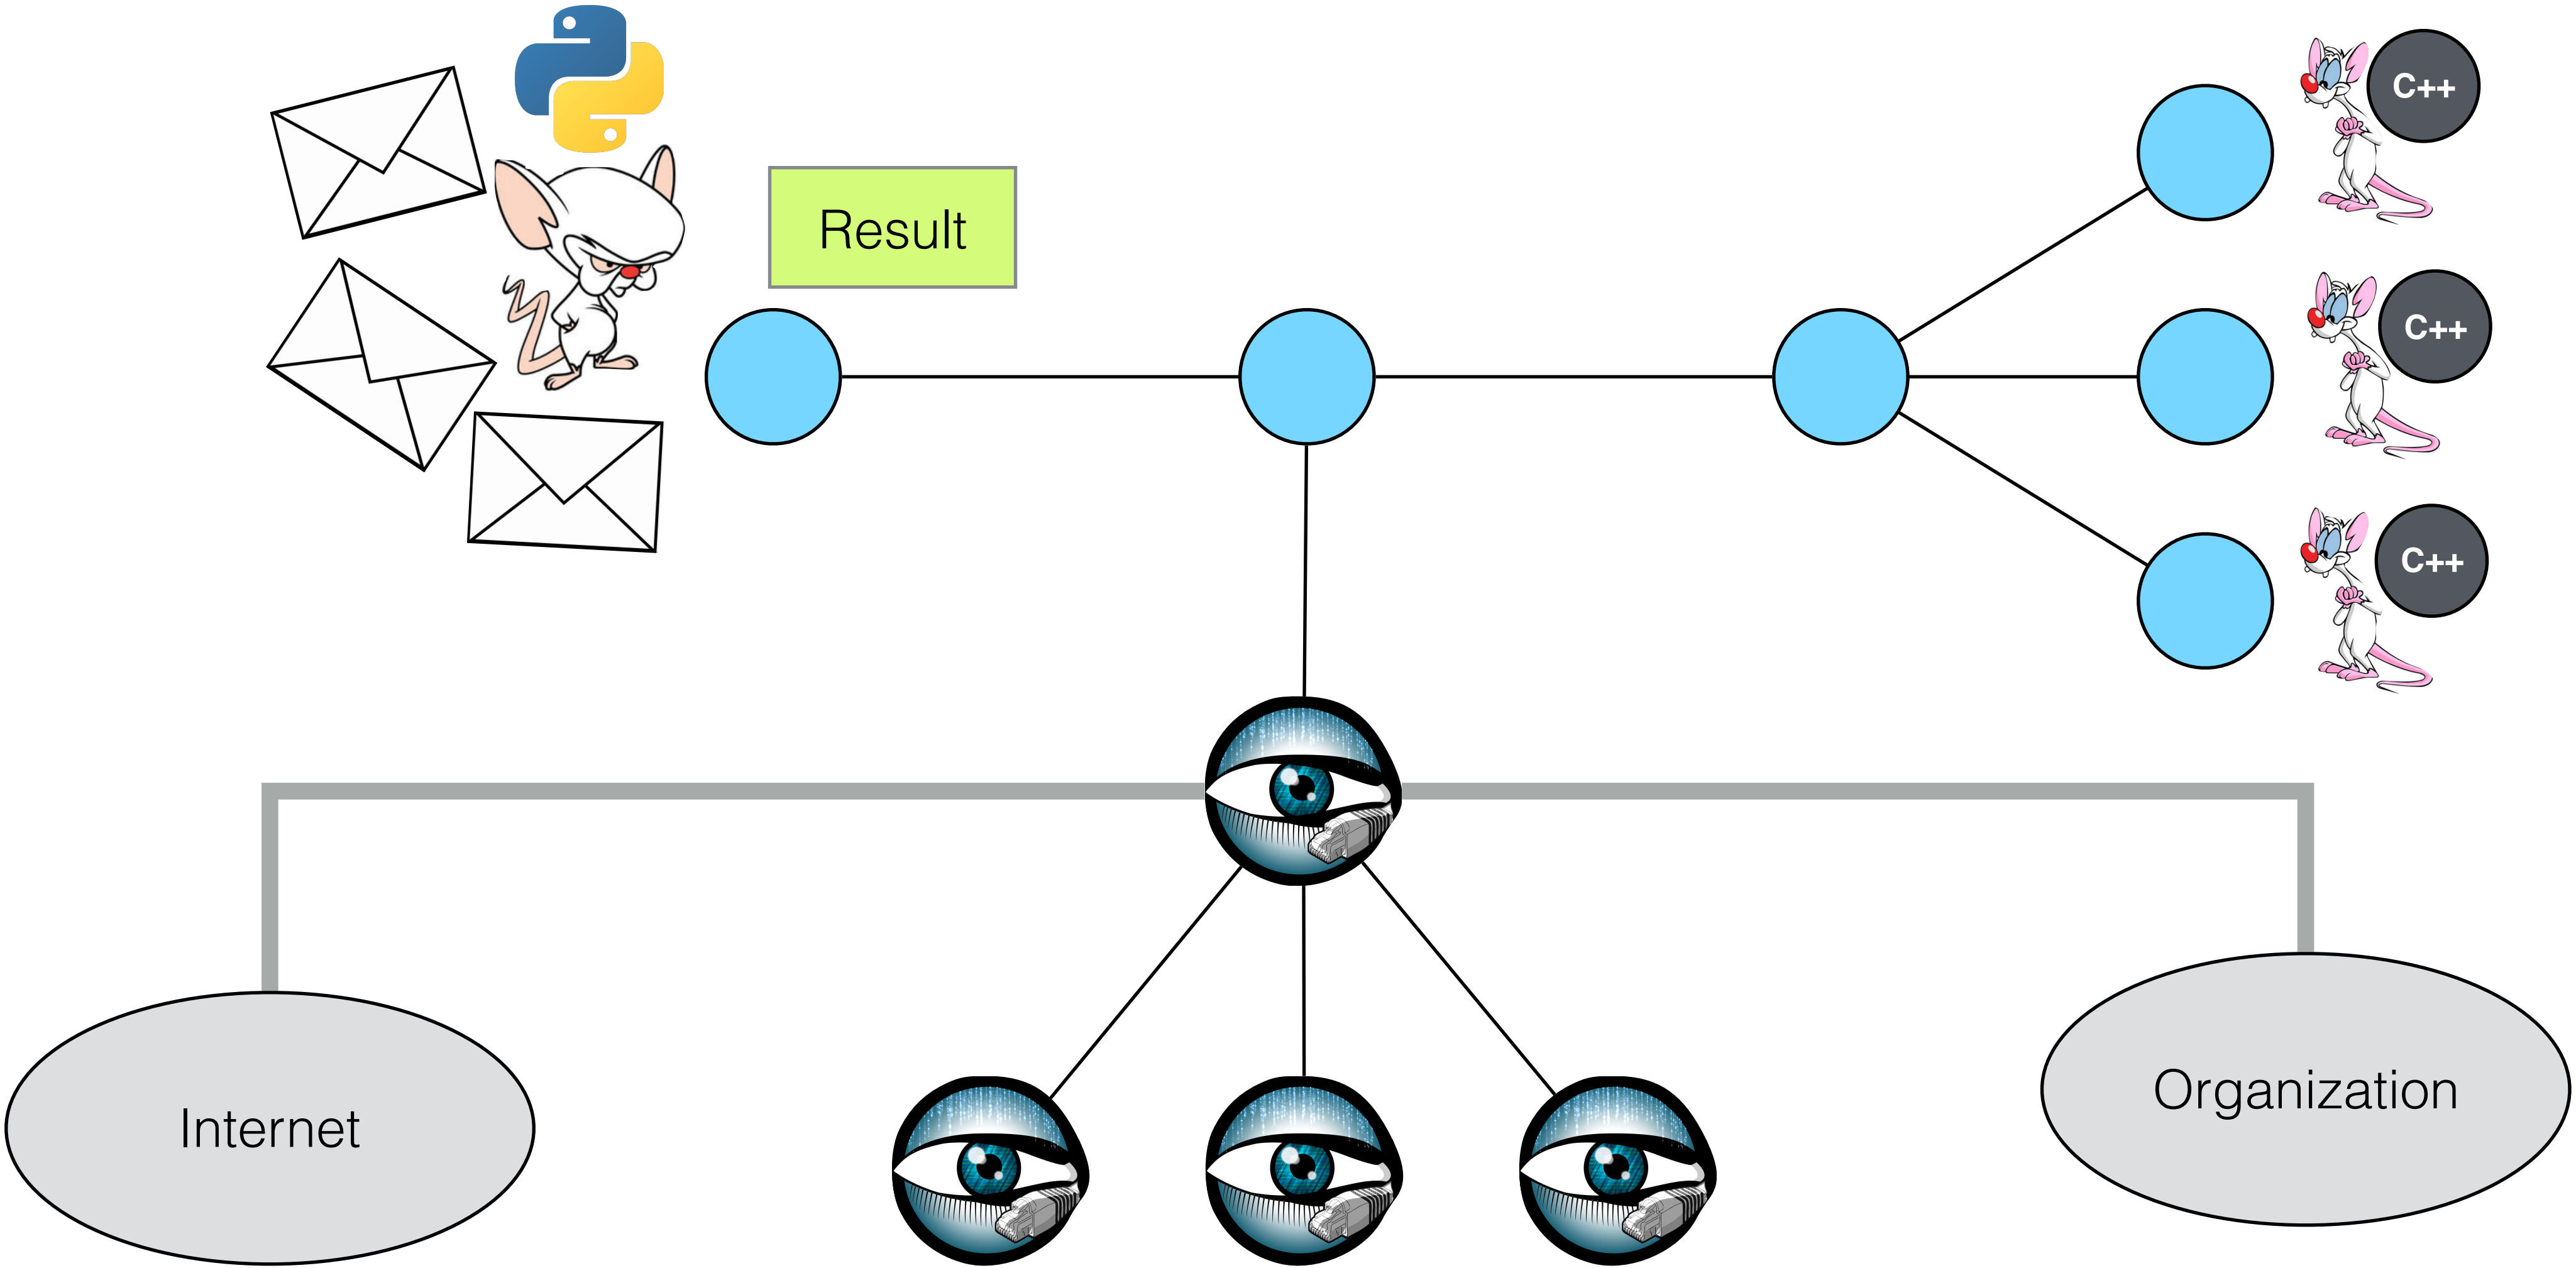 C++
Result
C++
C++
Internet
Organization